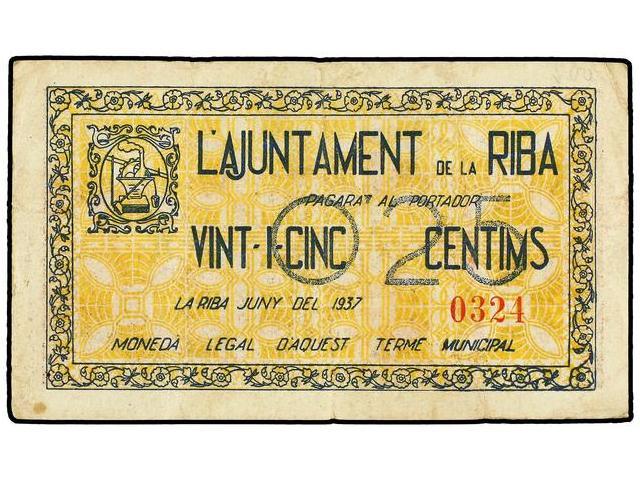 L'AJUNTAMENT DE LA RIBA
PAGARÀ AL PORTADOR
VINT-I-CINC CENTIMS
0 25
LA RIBA JUNY DEL 1937
0324
MONEDA LEGAL D'AQUEST TERME MUNICIPAL